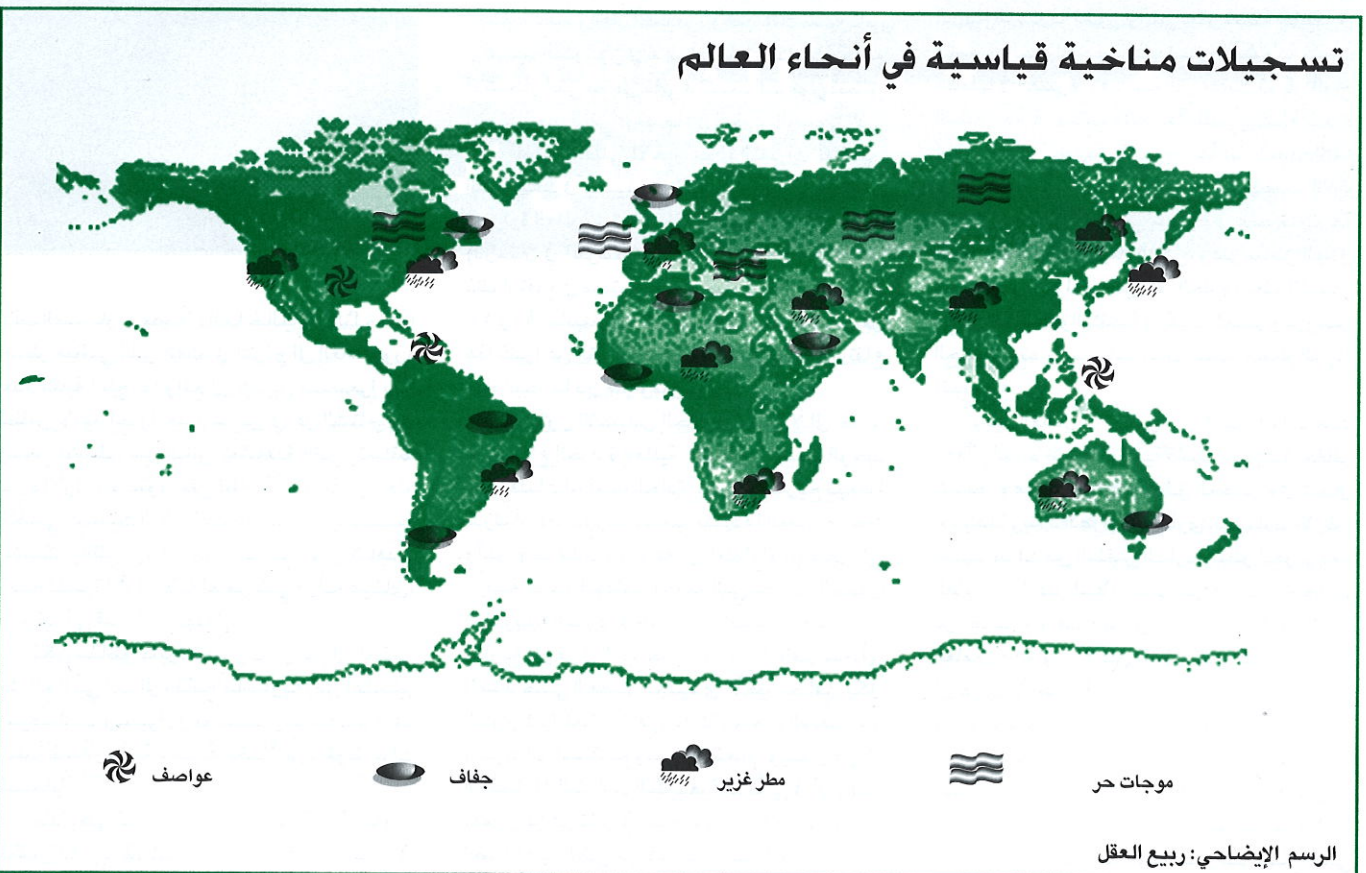 تسجيلات مناخية قياسية في أنحاء العالم
موجات حر
مطر غزير
جفاف
عواصف
الرسم الإيضاحي: ربيع العقل